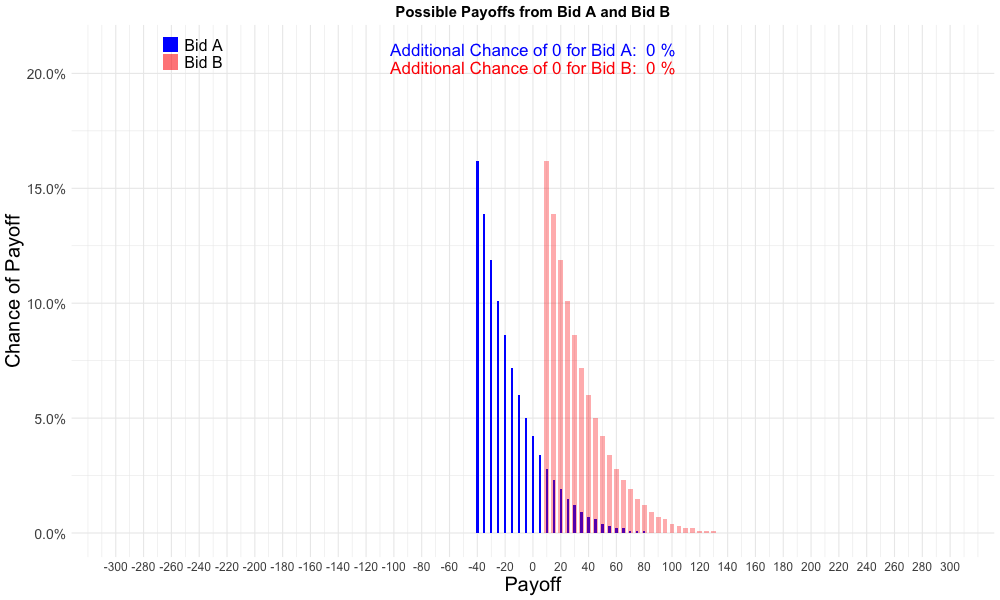 Possible Payoffs from Bid A and Bid B
Bid A
Bid B
Additional Chance of 0 for Bid A:  0 %
Additional Chance of 0 for Bid B:  0 %
Chance of Payoff
20.0%
15.0%
10.0%
5.0%
0.0%
-300 -280 -260 -240 -220 -200 -180 -160 -140 -120 -100 -80 -60 -40 -20 0 20 40 60 80 100 120 140 160 180 200 220 240 260 280 300
Payoff